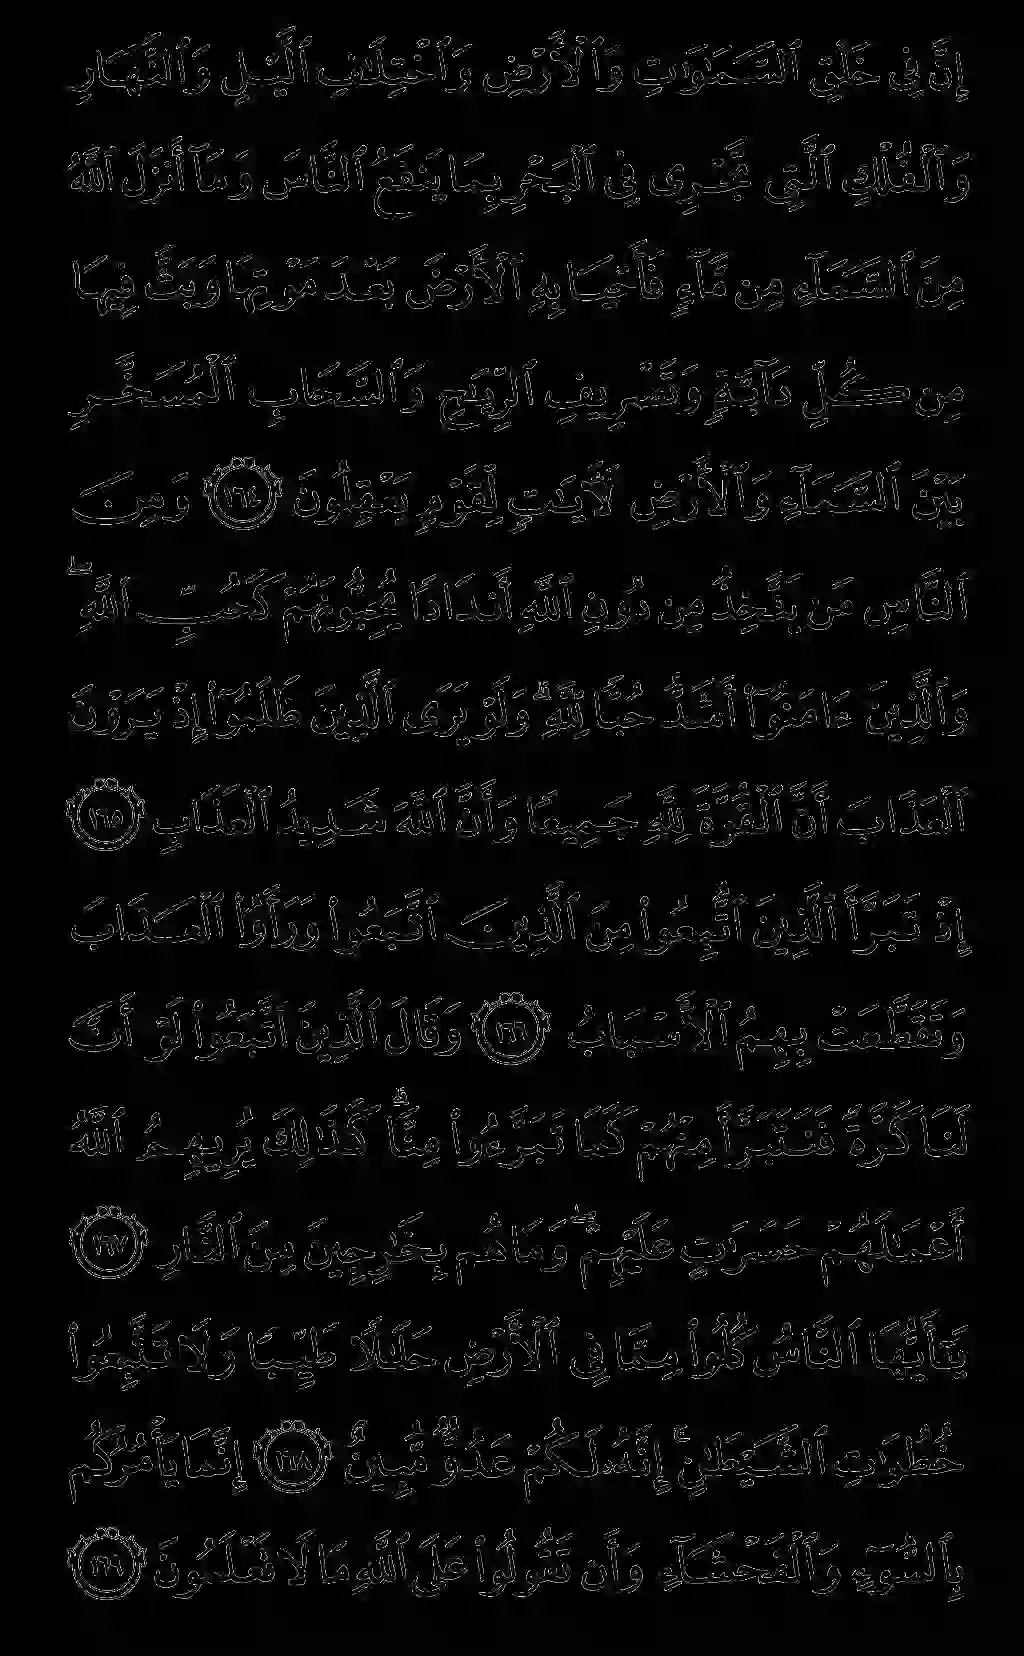 إِنَّ فِي خَلْقِ ٱلسَّمَٰوَٰتِ وَٱلْأَرْضِ وَٱخْتِلَٰفِ ٱلَّيْلِ وَٱلنَّهَارِ
وَٱلْفُلْكِ ٱلَّتِي تَجْرِى فِي ٱلْبَحْرِ بِمَا يَنفَعُ ٱلنَّاسَ وَمَآ أَنزَلَ ٱللَّهُ
مِنَ ٱلسَّمَآءِ مِن مَّآءٍ فَأَحْيَا بِهِ ٱلْأَرْضَ بَعْدَ مَوْتِهَا وَبَثَّ فِيهَا
مِن كُلِّ دَآبَّةٍ وَتَصْرِيفِ ٱلرِّيَٰحِ وَٱلسَّحَابِ ٱلْمُسَخَّرِ
بَيْنَ ٱلسَّمَآءِ وَٱلْأَرْضِ لَءَايَٰتٍ لِّقَوْمٍ يَعْقِلُونَ ١٦٤ وَمِنَ
ٱلنَّاسِ مَن يَتَّخِذُ مِن دُونِ ٱللَّهِ أَندَادًا يُحِبُّونَهُمْ كَحُبِّ ٱللَّهِ ۖ
وَٱلَّذِينَ ءَامَنُوٓا۟ أَشَدُّ حُبًّا لِّلَّهِ ۗ وَلَوْ يَرَى ٱلَّذِينَ ظَلَمُوٓا۟ إِذْ يَرَوْنَ
ٱلْعَذَابَ أَنَّ ٱلْقُوَّةَ لِلَّهِ جَمِيعًا وَأَنَّ ٱللَّهَ شَدِيدُ ٱلْعَذَابِ ١٦٥
إِذْ تَبَرَّأَ ٱلَّذِينَ ٱتُّبِعُوا۟ مِنَ ٱلَّذِينَ ٱتَّبَعُوا۟ وَرَأَوُا۟ ٱلْعَذَابَ
وَتَقَطَّعَتْ بِهِمُ ٱلْأَسْبَابُ ١٦٦ وَقَالَ ٱلَّذِينَ ٱتَّبَعُوا۟ لَوْ أَنَّ
لَنَا كَرَّةً فَنَتَبَرَّأَ مِنْهُمْ كَمَا تَبَرَّءُوا۟ مِنَّا ۗ كَذَٰلِكَ يُرِيهِمُ ٱللَّهُ
أَعْمَٰلَهُمْ حَسَرَٰتٍ عَلَيْهِمْ ۖ وَمَا هُم بِخَٰرِجِينَ مِنَ ٱلنَّارِ ١٦٧
يَٰٓأَيُّهَا ٱلنَّاسُ كُلُوا۟ مِمَّا فِي ٱلْأَرْضِ حَلَٰلًا طَيِّبًا وَلَا تَتَّبِعُوا۟
خُطُوَٰتِ ٱلشَّيْطَٰنِ ۚ إِنَّهُۥ لَكُمْ عَدُوٌّ مُّبِينٌ ١٦٨ إِنَّمَا يَأْمُرُكُم
بِٱلسُّوٓءِ وَٱلْفَحْشَآءِ وَأَن تَقُولُوا۟ عَلَى ٱللَّهِ مَا لَا تَعْلَمُونَ ١٦٩